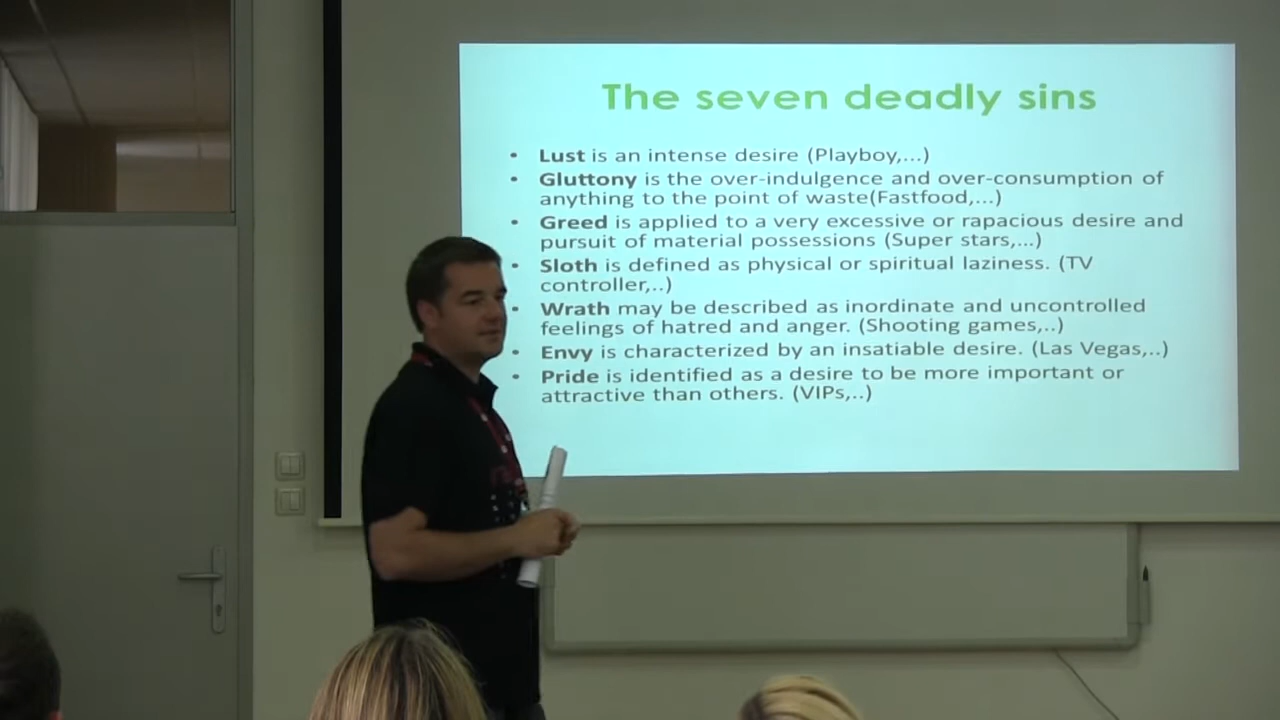 The seven deadly sins
• Lust is an intense desire (Playboy,...)
• Gluttony is the over-indulgence and over-consumption of
anything to the point of waste(Fastfood,...)
• Greed is applied to a very excessive or rapacious desire and
pursuit of material possessions (Super stars,...)
• Sloth is defined as physical or spiritual laziness. (TV
controller,..)
• Wrath may be described as inordinate and uncontrolled
feelings of hatred and anger. (Shooting games,..)
• Envy is characterized by an insatiable desire. (Las Vegas,..)
• Pride is identified as a desire to be more important or
attractive than others. (VIPs,..)